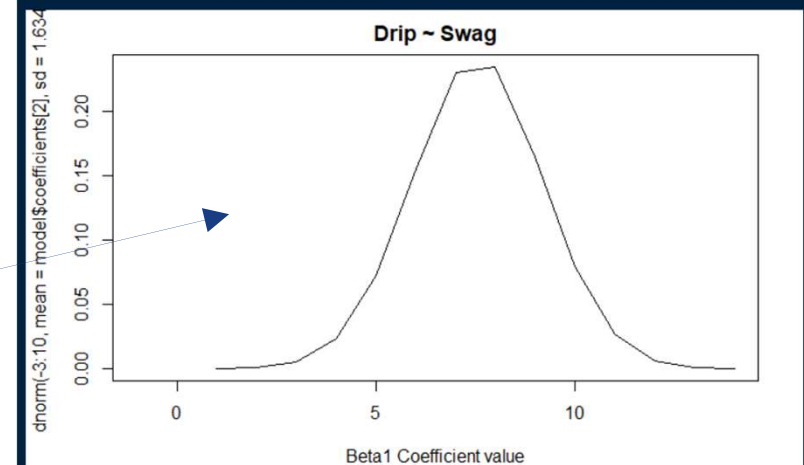 Drip ~ Swag
dnorm(-3:10, mean = model$coefficients[2], sd = 1.634
0.20
0.15
0.10
0.05
0.00
0 5 10
Beta1 Coefficient value